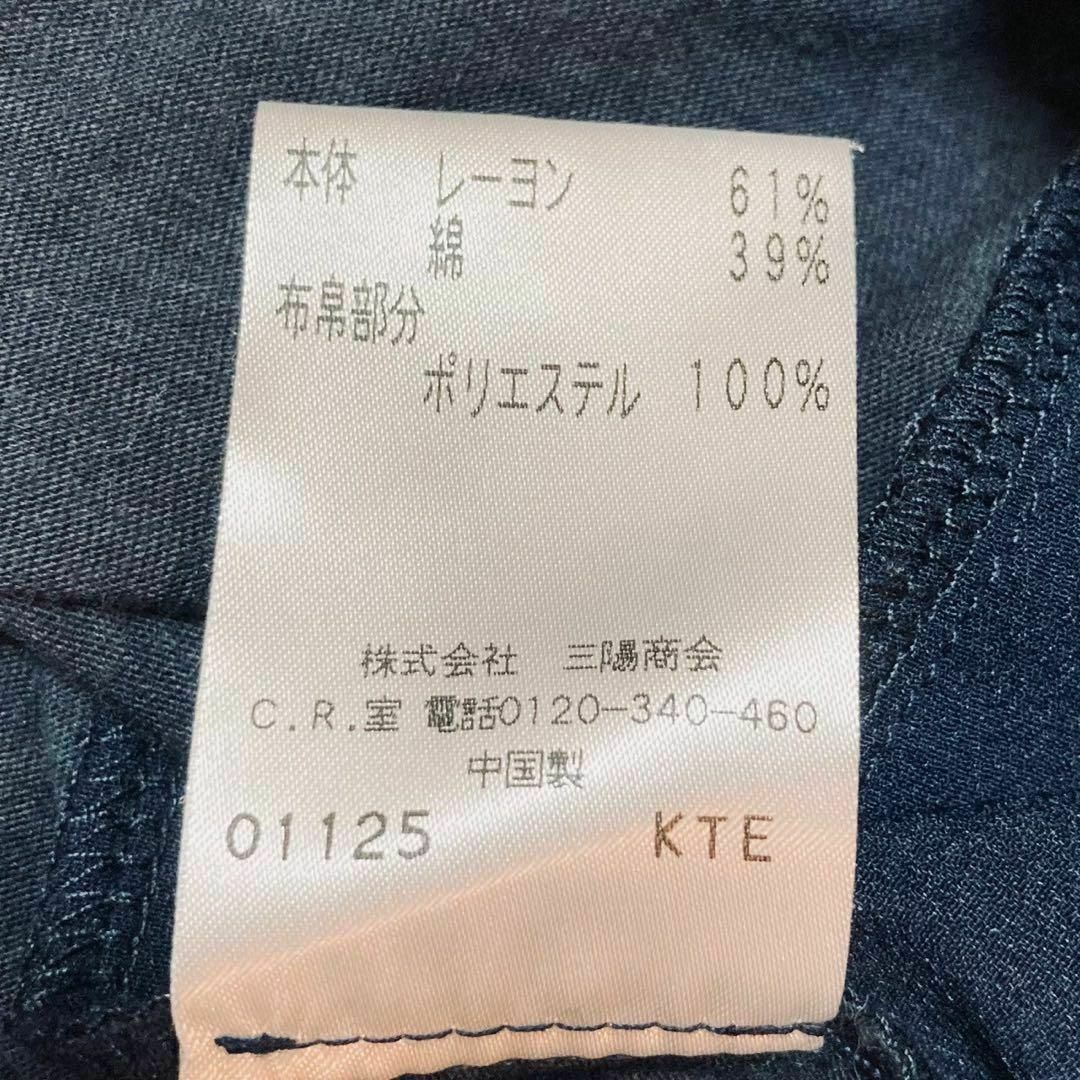 本体 レーヨン 61%
綿 39%
布帛部分
ポリエステル 100%
株式会社 三陽商会
C.R.室 電話0120-340-460
中国製
01125 KTE